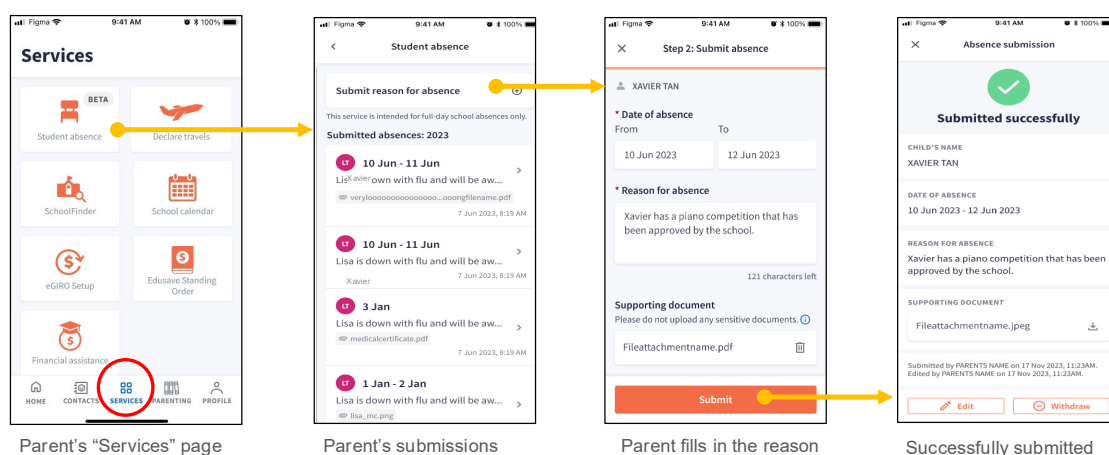 Figma 9:41 AM 100%
Services
BETA
Student absence
Declare travels
SchoolFinder
School calendar
eGIRO Setup
Edusave Standing
Order
Financial assistance
HOME CONTACTS SERVICES PARENTING PROFILE
Parent's “Services” page
Figma 9:41 AM 100%
Student absence
Submit reason for absence
This service is intended for full-day school absences only.
Submitted absences: 2023
LT 10 Jun - 11 Jun
Lis Xavier own with flu and will be aw...
verylooooooooooooooo...ooongfilename.pdf
7 Jun 2023, 8:19 AM
LT 10 Jun - 11 Jun
Lisa is down with flu and will be aw...
Xavier 7 Jun 2023, 8:19 AM
LT 3 Jan
Lisa is down with flu and will be aw...
medicalcertificate.pdf
7 Jun 2023, 8:19 AM
LT 1 Jan - 2 Jan
Lisa is down with flu and will be aw...
lisa_mc.png
Parent's submissions
Figma 9:41 AM 100%
Step 2: Submit absence
XAVIER TAN
* Date of absence
From To
10 Jun 2023 12 Jun 2023
* Reason for absence
Xavier has a piano competition that has
been approved by the school.
121 characters left
Supporting document
Please do not upload any sensitive documents.
Fileattachmentname.pdf
Submit
Parent fills in the reason
Figma 9:41 AM 100%
Absence submission
Submitted successfully
CHILD'S NAME
XAVIER TAN
DATE OF ABSENCE
10 Jun 2023 - 12 Jun 2023
REASON FOR ABSENCE
Xavier has a piano competition that has been
approved by the school.
SUPPORTING DOCUMENT
Fileattachmentname.jpeg
Submitted by PARENTS NAME on 17 Nov 2023, 11:23AM.
Edited by PARENTS NAME on 17 Nov 2023, 11:23AM.
Edit Withdraw
Successfully submitted